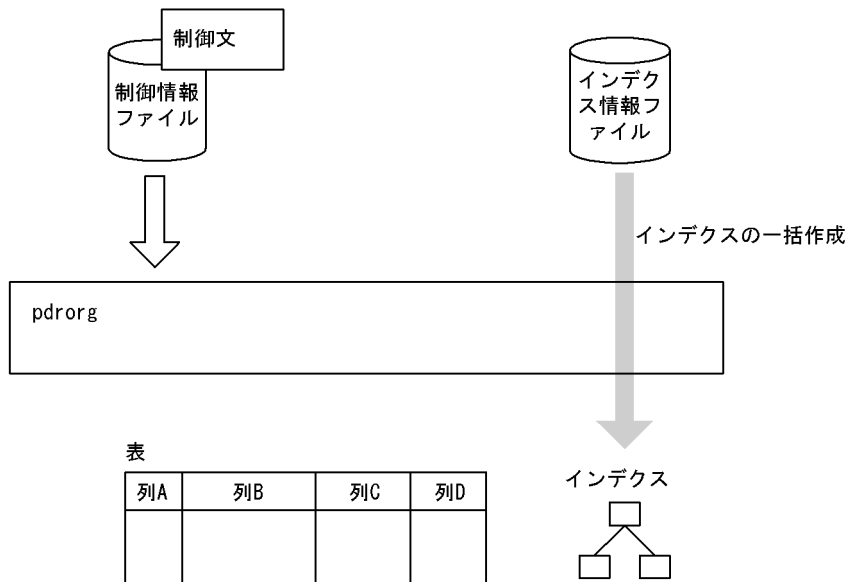 制御文
制御情報
ファイル
インデク
ス情報フ
ァイル
インデクスの一括作成
pdrorg
表
列A 列B 列C 列D
インデクス